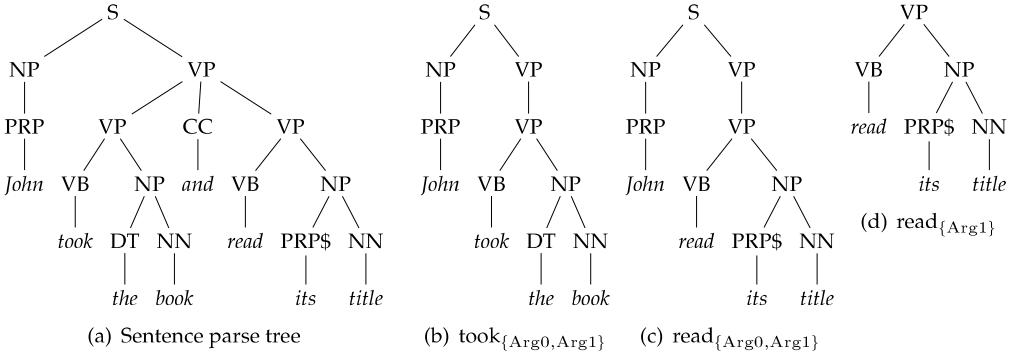 S S S VP
NP VP NP VP NP VP VB NP
PRP VP CC VP PRP VP PRP VP read PRP$ NN
John VB NP and VB NP John VB NP John VB NP its title
took DT NN read PRP$ NN took DT NN read PRP$ NN (d) read{Arg1}
the book its title the book its title
(a) Sentence parse tree (b) took{Arg0,Arg1} (c) read{Arg0,Arg1}